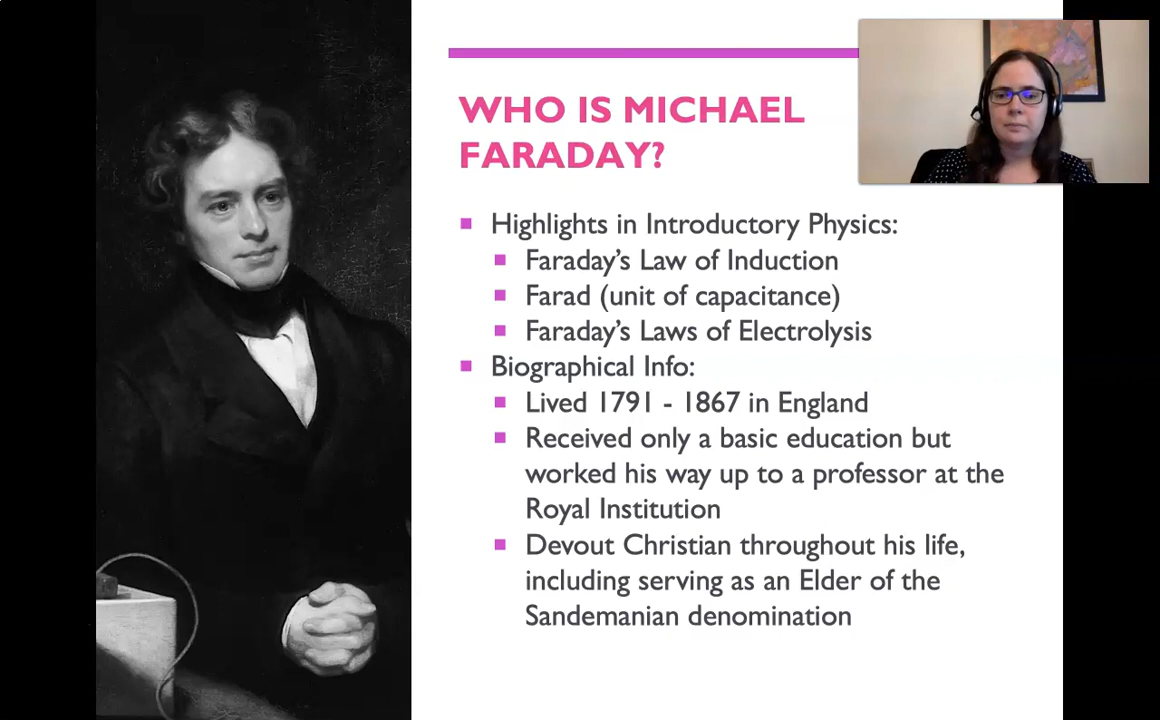 WHO IS MICHAEL
FARADAY?
Highlights in Introductory Physics:
Faraday's Law of Induction
Farad (unit of capacitance)
Faraday's Laws of Electrolysis
Biographical Info:
Lived 1791 - 1867 in England
Received only a basic education but
worked his way up to a professor at the
Royal Institution
Devout Christian throughout his life,
including serving as an Elder of the
Sandemanian denomination